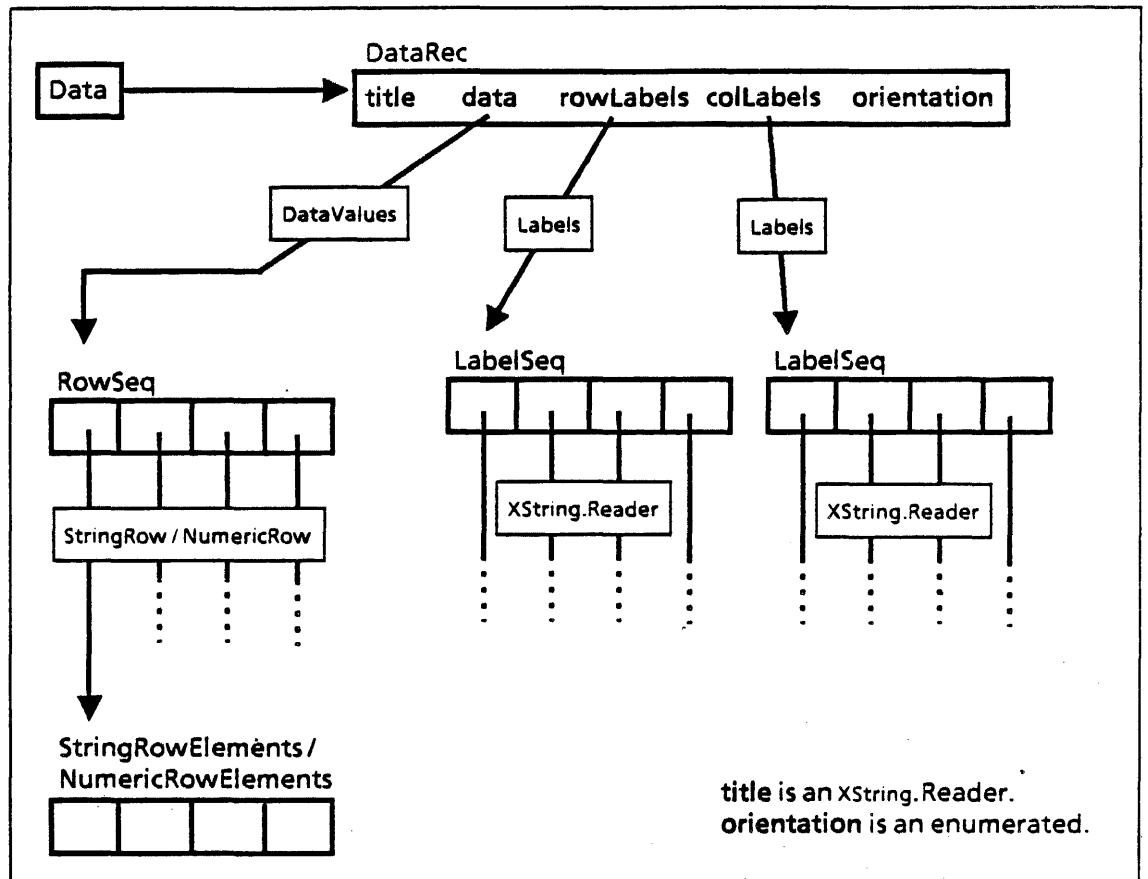 DataRec
Data
title data rowLabels colLabels orientation
DataValues
Labels
Labels
RowSeq
LabelSeq
LabelSeq
StringRow / NumericRow
XString.Reader
XString.Reader
StringRowElements /
NumericRowElements
title is an XString.Reader.
orientation is an enumerated.